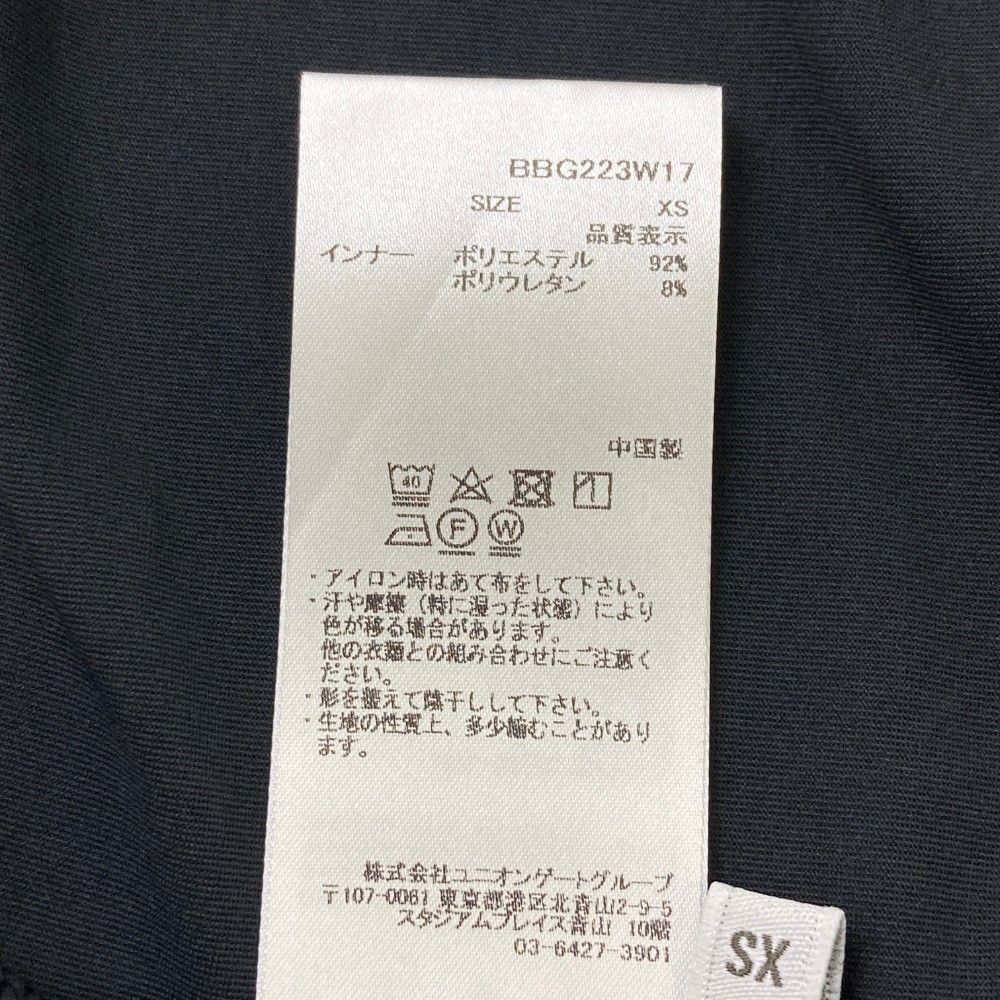 BBG223W17
SIZE XS
品質表示
インナー ポリエステル 92%
ポリウレタン 8%
中国製
40
F W
・アイロン時はあて布をして下さい。
・汗や摩擦（特に湿った状態）により
色が移る場合があります。
他の衣類との組み合わせにご注意く
ださい。
・形を整えて陰干しして下さい。
・生地の性質上、多少縮むことがあり
ます。
株式会社ユニオンゲートグループ
〒107-0061 東京都港区北青山2-9-5
スタジアムプレイス青山 10階
03-6427-3901
XS